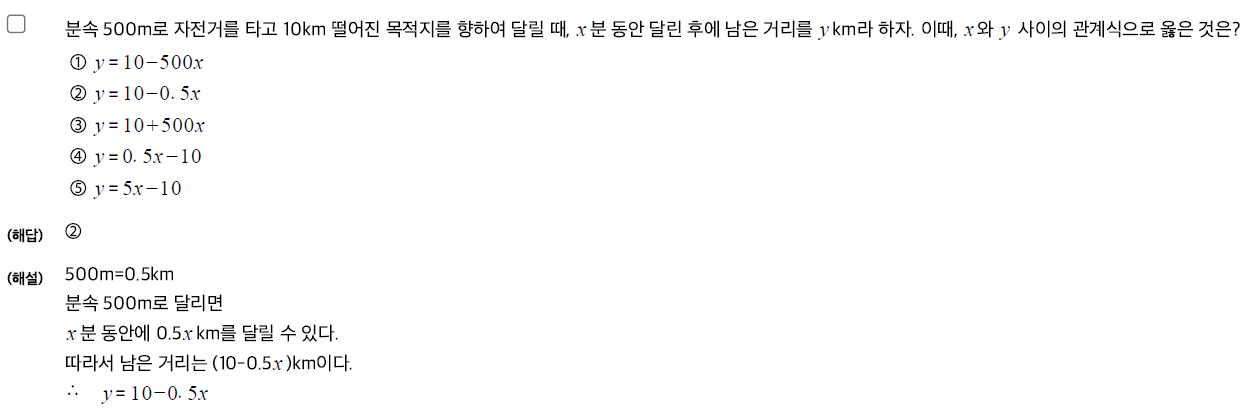 분속 500m로 자전거를 타고 10km 떨어진 목적지를 향하여 달릴 때, x분 동안 달린 후에 남은 거리를 y km라 하자. 이때, x와 y 사이의 관계식으로 옳은 것은?
① y=10-500x
② y=10-0.5x
③ y=10+500x
④ y=0.5x-10
⑤ y=5x-10
(해답) ②
(해설) 500m=0.5km
분속 500m로 달리면
x분 동안에 0.5x km를 달릴 수 있다.
따라서 남은 거리는 (10-0.5x)km이다.
∴ y=10-0.5x